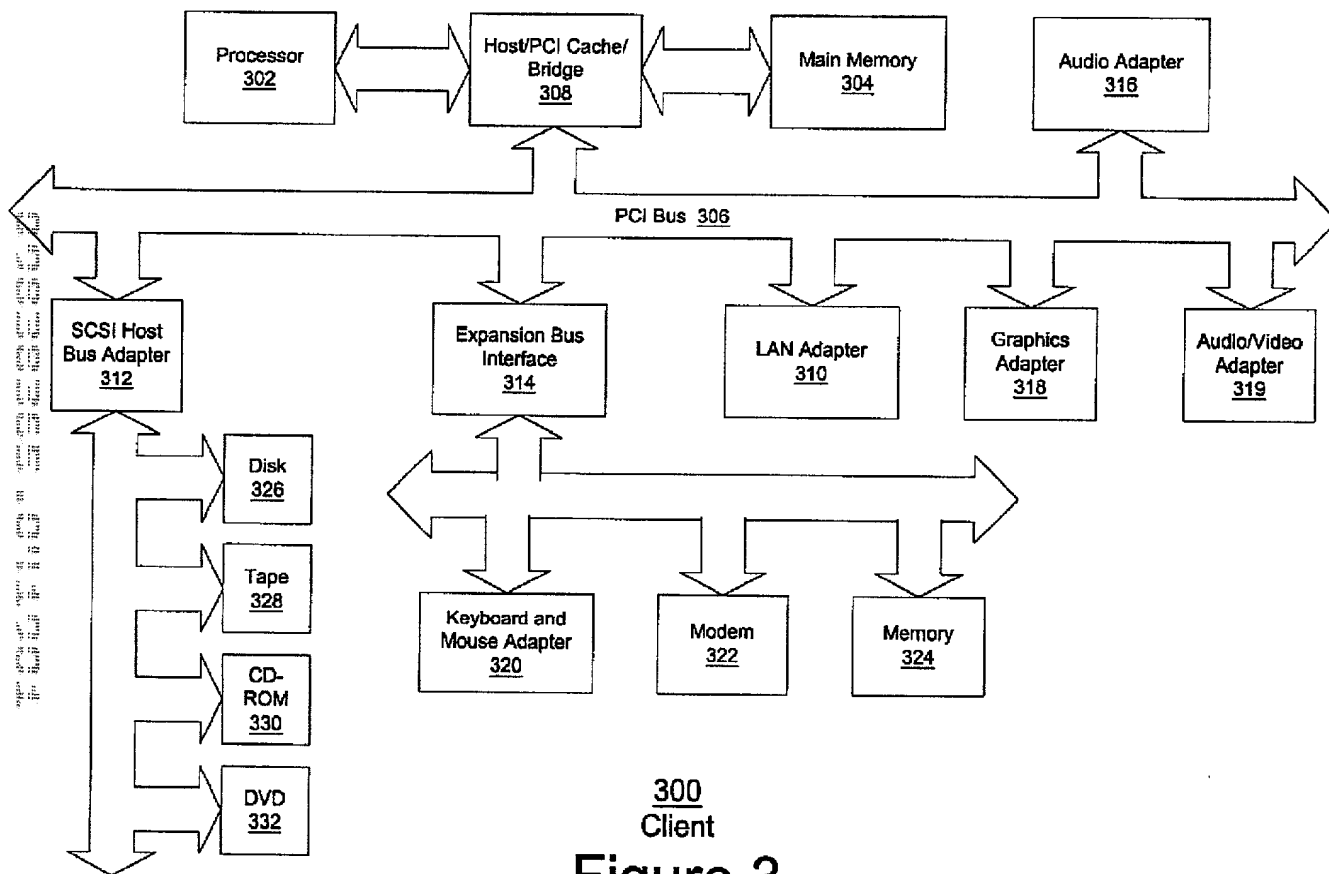 Processor
302
Host/PCI Cache/
Bridge
308
Main Memory
304
Audio Adapter
316
PCI Bus 306
SCSI Host
Bus Adapter
312
Expansion Bus
Interface
314
LAN Adapter
310
Graphics
Adapter
318
Audio/Video
Adapter
319
Disk
326
Tape
328
CD-
ROM
330
DVD
332
Keyboard and
Mouse Adapter
320
Modem
322
Memory
324
300
Client
Figure 3